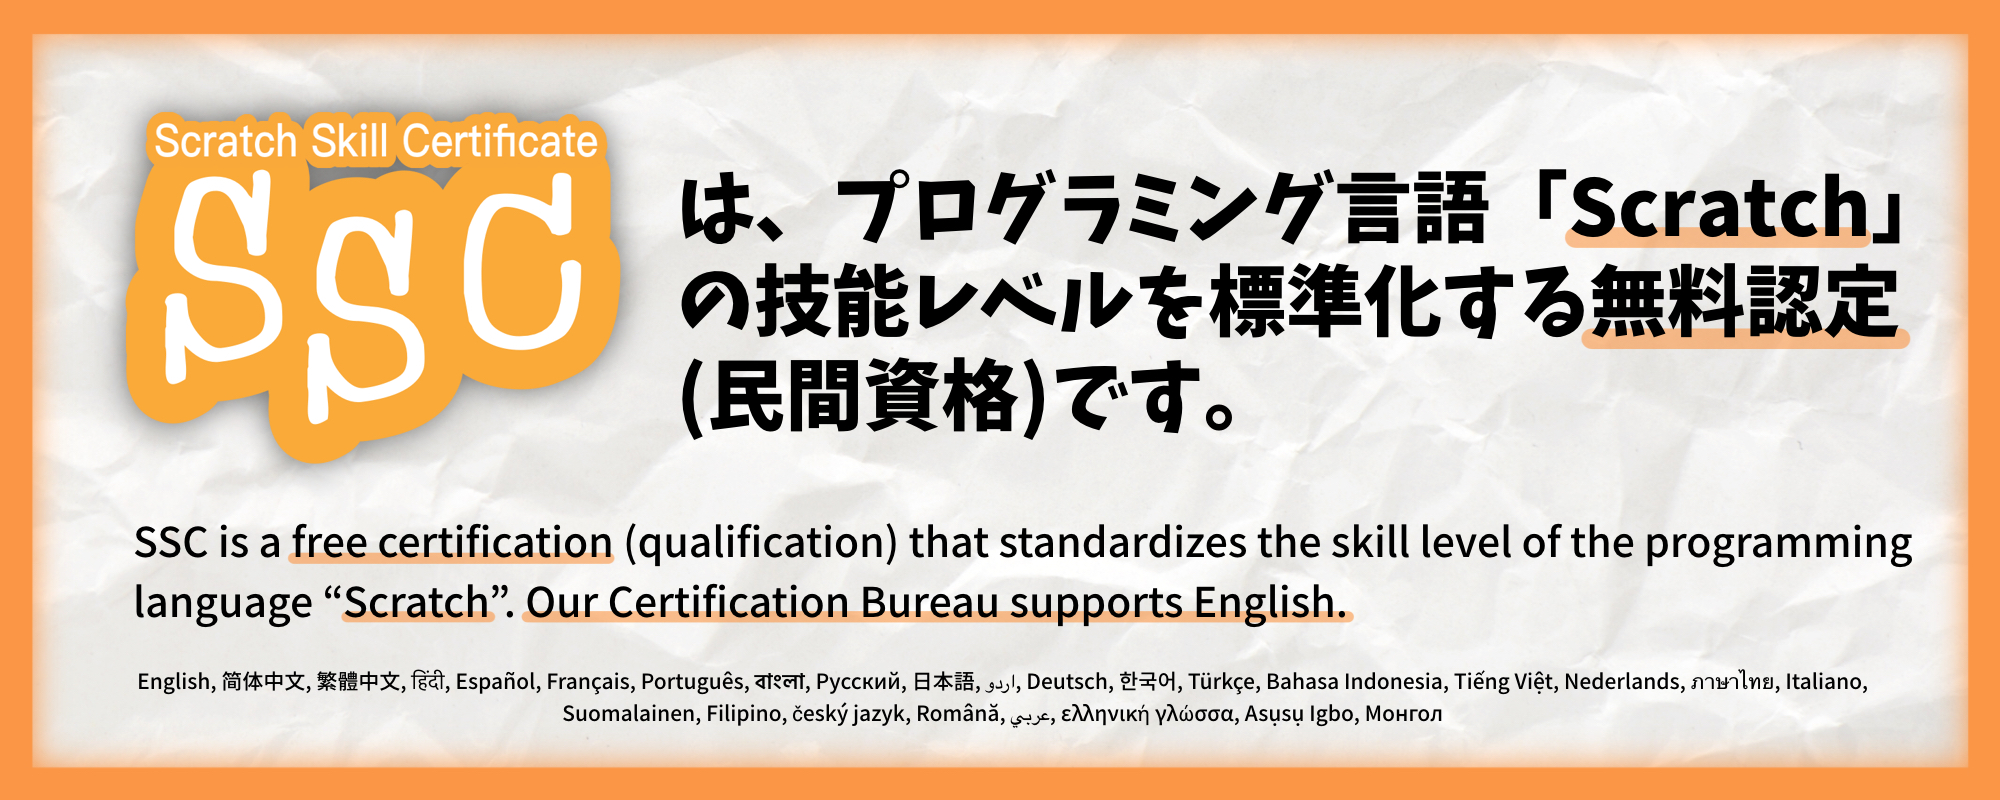 Scratch Skill Certificate
SSC
は、プログラミング言語「Scratch」
の技能レベルを標準化する無料認定
(民間資格)です。
SSC is a free certification (qualification) that standardizes the skill level of the programming
language “Scratch”. Our Certification Bureau supports English.
English, 简体中文, 繁體中文, हिंदी, Español, Français, Português, বাংলা, Русский, 日本語, اردو, Deutsch, 한국어, Türkçe, Bahasa Indonesia, Tiếng Việt, Nederlands, ภาษาไทย, Italiano,
Suomalainen, Filipino, český jazyk, Română, عربي, ελληνική γλώσσα, Asụsụ Igbo, Монгол